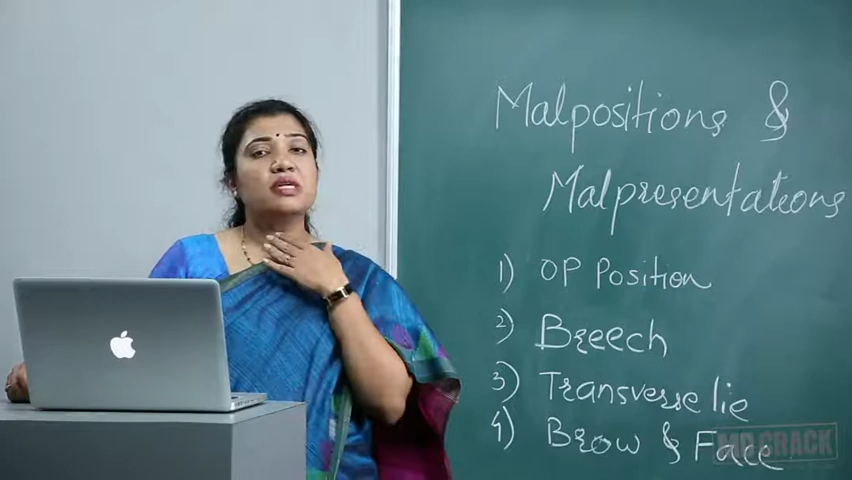 Malpositions &
Malpresentations
1) OP Position
2) Breech
3) Transverse lie
4) Brow & Face
MD CRACK